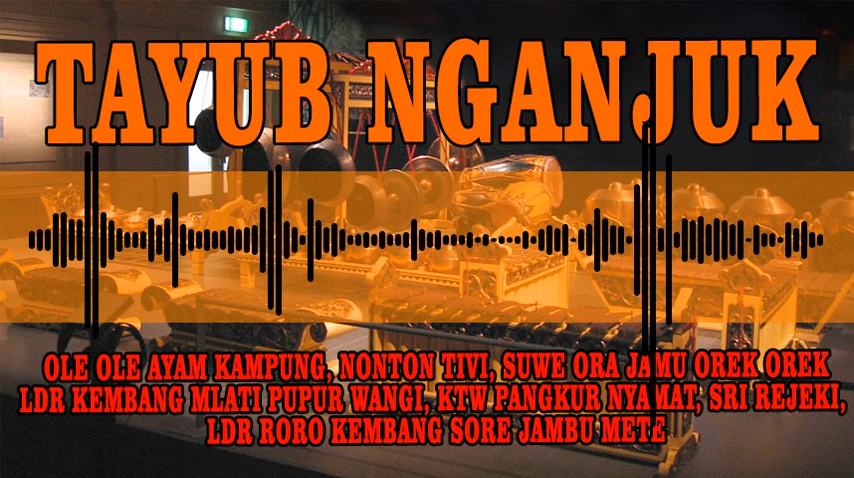 TAYUB NGANJUK
OLE OLE AYAM KAMPUNG, NONTON TIVI, SUWE ORA JAMU OREK OREK
LDR KEMBANG MLATI PUPUR WANGI, KTW PANGKUR NYAMAT, SRI REJEKI,
LDR RORO KEMBANG SORE JAMBU METE